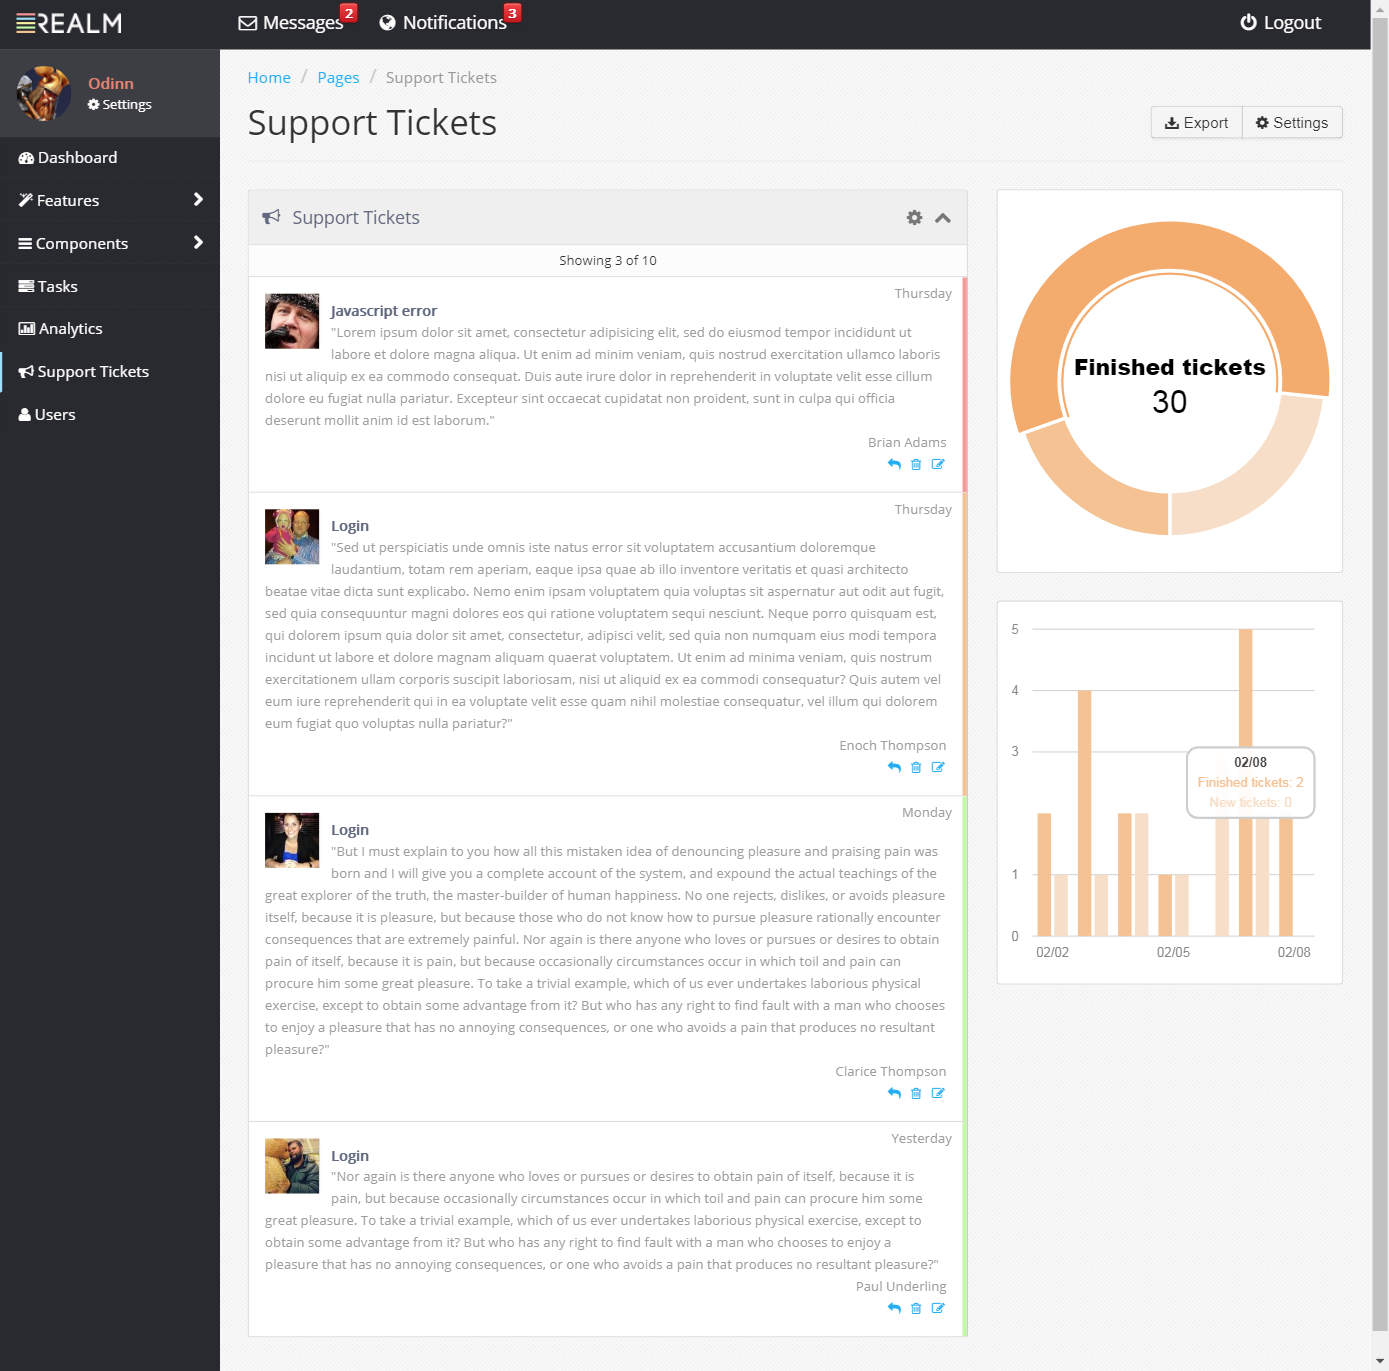 REALM
Messages 2
Notifications 3
Logout
Odinn
Settings
Dashboard
Features
Components
Tasks
Analytics
Support Tickets
Users
Home / Pages / Support Tickets
Support Tickets
Export
Settings
Support Tickets
Showing 3 of 10
Thursday
Javascript error
"Lorem ipsum dolor sit amet, consectetur adipisicing elit, sed do eiusmod tempor incididunt ut
labore et dolore magna aliqua. Ut enim ad minim veniam, quis nostrud exercitation ullamco laboris
nisi ut aliquip ex ea commodo consequat. Duis aute irure dolor in reprehenderit in voluptate velit esse cillum
dolore eu fugiat nulla pariatur. Excepteur sint occaecat cupidatat non proident, sunt in culpa qui officia
deserunt mollit anim id est laborum."
Brian Adams
Thursday
Login
"Sed ut perspiciatis unde omnis iste natus error sit voluptatem accusantium doloremque
laudantium, totam rem aperiam, eaque ipsa quae ab illo inventore veritatis et quasi architecto
beatae vitae dicta sunt explicabo. Nemo enim ipsam voluptatem quia voluptas sit aspernatur aut odit aut fugit,
sed quia consequuntur magni dolores eos qui ratione voluptatem sequi nesciunt. Neque porro quisquam est,
qui dolorem ipsum quia dolor sit amet, consectetur, adipisci velit, sed quia non numquam eius modi tempora
incidunt ut labore et dolore magnam aliquam quaerat voluptatem. Ut enim ad minima veniam, quis nostrum
exercitationem ullam corporis suscipit laboriosam, nisi ut aliquid ex ea commodi consequatur? Quis autem vel
eum iure reprehenderit qui in ea voluptate velit esse quam nihil molestiae consequatur, vel illum qui dolorem
eum fugiat quo voluptas nulla pariatur?"
Enoch Thompson
Monday
Login
"But I must explain to you how all this mistaken idea of denouncing pleasure and praising pain was
born and I will give you a complete account of the system, and expound the actual teachings of the
great explorer of the truth, the master-builder of human happiness. No one rejects, dislikes, or avoids pleasure
itself, because it is pleasure, but because those who do not know how to pursue pleasure rationally encounter
consequences that are extremely painful. Nor again is there anyone who loves or pursues or desires to obtain
pain of itself, because it is pain, but because occasionally circumstances occur in which toil and pain can
procure him some great pleasure. To take a trivial example, which of us ever undertakes laborious physical
exercise, except to obtain some advantage from it? But who has any right to find fault with a man who chooses
to enjoy a pleasure that has no annoying consequences, or one who avoids a pain that produces no resultant
pleasure?"
Clarice Thompson
Yesterday
Login
"Nor again is there anyone who loves or pursues or desires to obtain pain of itself, because it is
pain, but because occasionally circumstances occur in which toil and pain can procure him some
great pleasure. To take a trivial example, which of us ever undertakes laborious physical exercise, except to
obtain some advantage from it? But who has any right to find fault with a man who chooses to enjoy a
pleasure that has no annoying consequences, or one who avoids a pain that produces no resultant pleasure?"
Paul Underling
Finished tickets
30
5
4
3
1
0
02/08
Finished tickets: 2
New tickets: 0
02/02 02/05 02/08